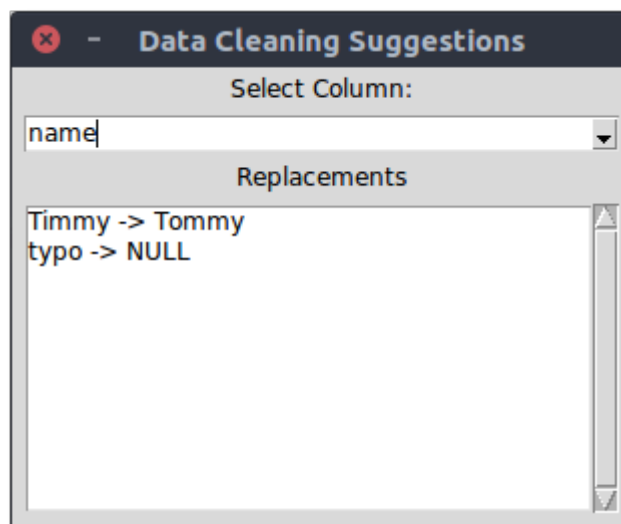 Data Cleaning Suggestions
Select Column:
name
Replacements
Timmy -> Tommy
typo -> NULL